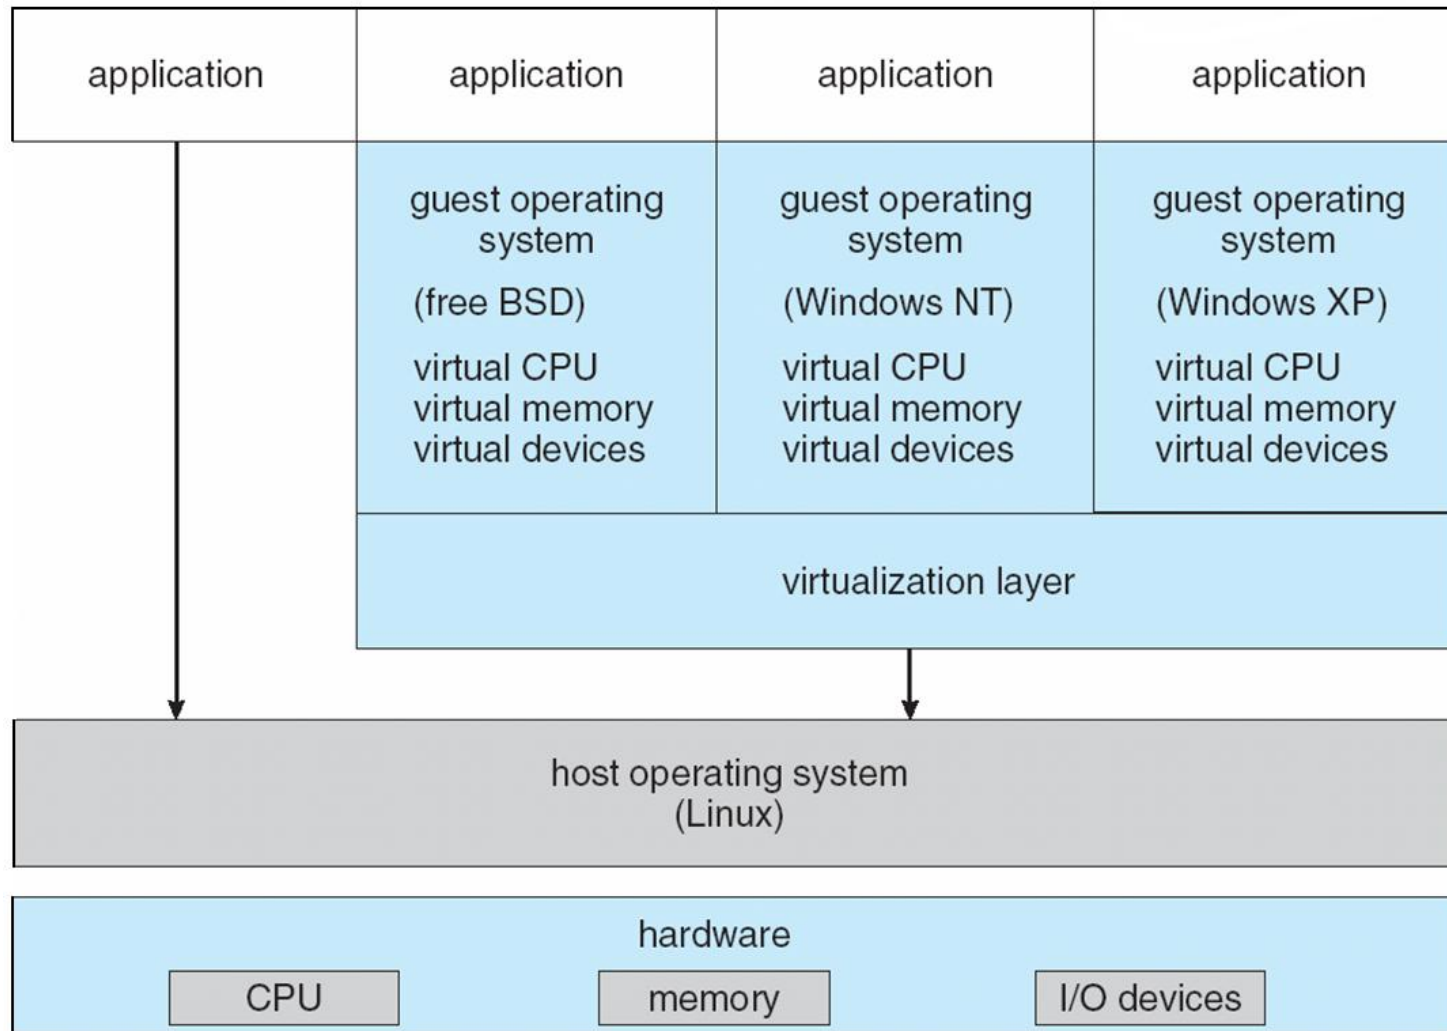 application
application
application
application
guest operating
system
(free BSD)
virtual CPU
virtual memory
virtual devices
guest operating
system
(Windows NT)
virtual CPU
virtual memory
virtual devices
guest operating
system
(Windows XP)
virtual CPU
virtual memory
virtual devices
virtualization layer
host operating system
(Linux)
hardware
CPU
memory
I/O devices